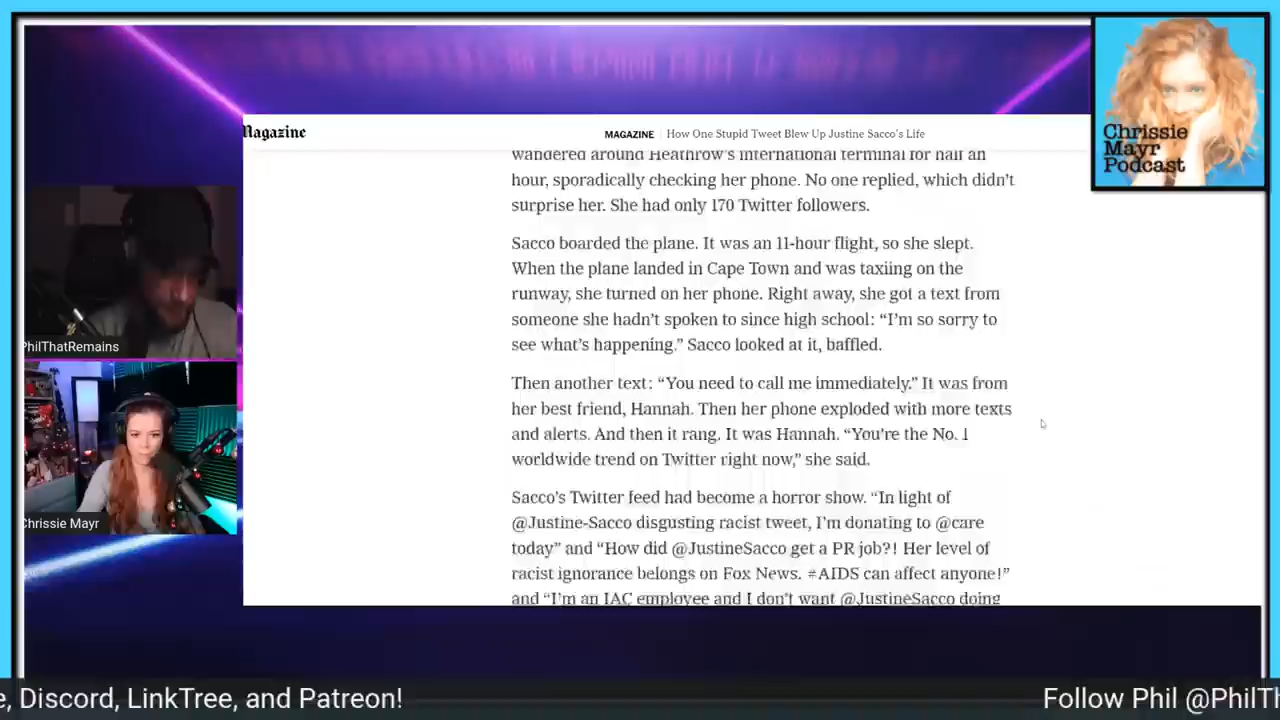 Magazine
MAGAZINE | How One Stupid Tweet Blew Up Justine Sacco's Life
wandered around Heathrow's international terminal for half an
hour, sporadically checking her phone. No one replied, which didn't
surprise her. She had only 170 Twitter followers.
Sacco boarded the plane. It was an 11-hour flight, so she slept.
When the plane landed in Cape Town and was taxiing on the
runway, she turned on her phone. Right away, she got a text from
someone she hadn't spoken to since high school: “I'm so sorry to
see what's happening.” Sacco looked at it, baffled.
Then another text: “You need to call me immediately.” It was from
her best friend, Hannah. Then her phone exploded with more texts
and alerts. And then it rang. It was Hannah. “You're the No. 1
worldwide trend on Twitter right now,” she said.
Sacco's Twitter feed had become a horror show. “In light of
@Justine-Sacco disgusting racist tweet, I'm donating to @care
today” and “How did @JustineSacco get a PR job?! Her level of
racist ignorance belongs on Fox News. #AIDS can affect anyone!”
and “I'm an IAC employee and I don't want @JustineSacco doing
Chrissie
Mayr
Podcast
PhilThatRemains
Chrissie Mayr
e, Discord, LinkTree, and Patreon!
Follow Phil @PhilTh